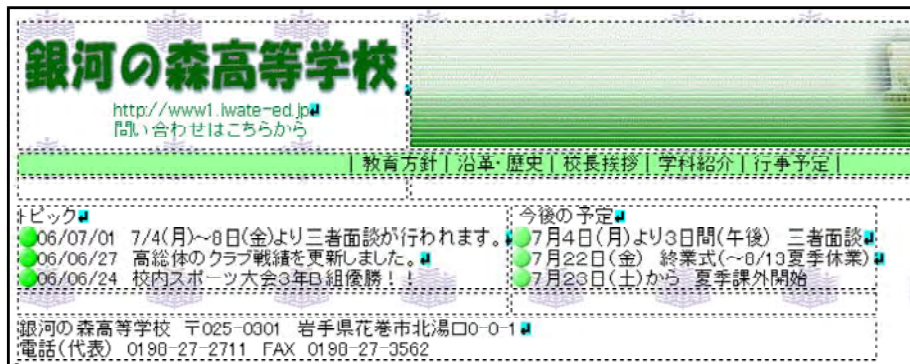 銀河の森高等学校
http://www1.iwate-ed.jp
問い合わせはこちらから
| 教育方針 | 沿革・歴史 | 校長挨拶 | 学科紹介 | 行事予定 |
トピック
06/07/01 7/4(月)~8日(金)より三者面談が行われます。
06/06/27 高総体のクラブ戦績を更新しました。
06/06/24 校内スポーツ大会3年B組優勝！！
今後の予定
7月4日(月)より3日間(午後) 三者面談
7月22日(金) 終業式(~8/13夏季休業)
7月23日(土)から 夏季課外開始
銀河の森高等学校 〒025-0301 岩手県花巻市北湯口0-0-1
電話(代表) 0198-27-2711 FAX 0198-27-3562